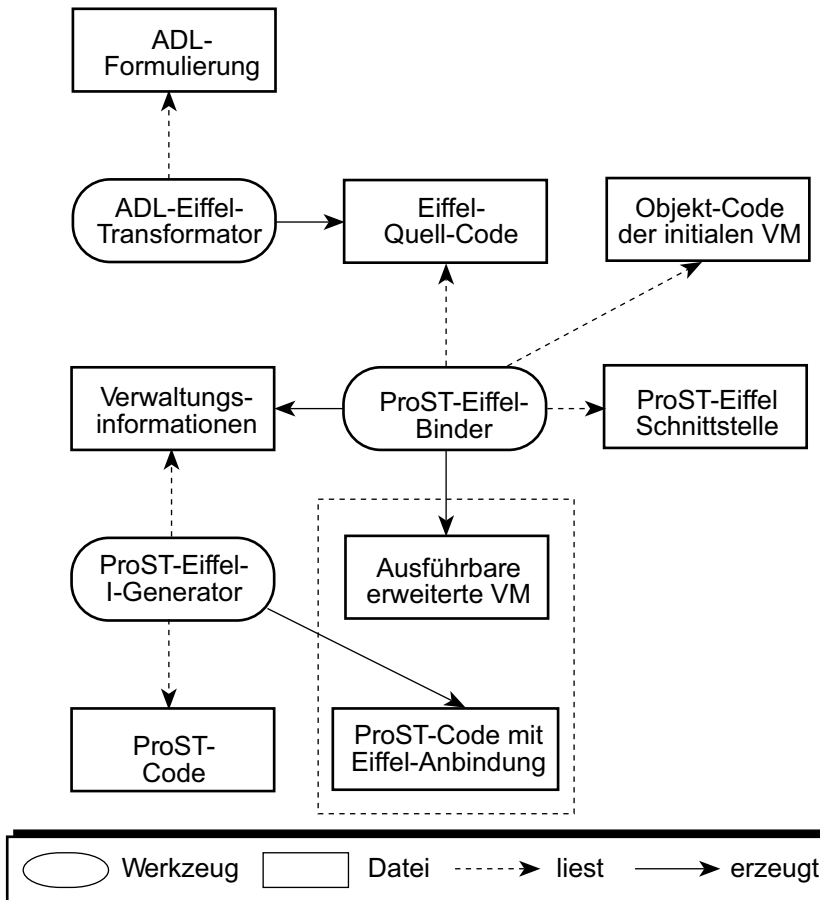 ADL-
Formulierung
ADL-Eiffel-
Transformator
Eiffel-
Quell-Code
Objekt-Code
der initialen VM
Verwaltungs-
informationen
ProST-Eiffel-
Binder
ProST-Eiffel
Schnittstelle
ProST-Eiffel-
I-Generator
Ausführbare
erweiterte VM
ProST-
Code
ProST-Code mit
Eiffel-Anbindung
Werkzeug Datei liest erzeugt